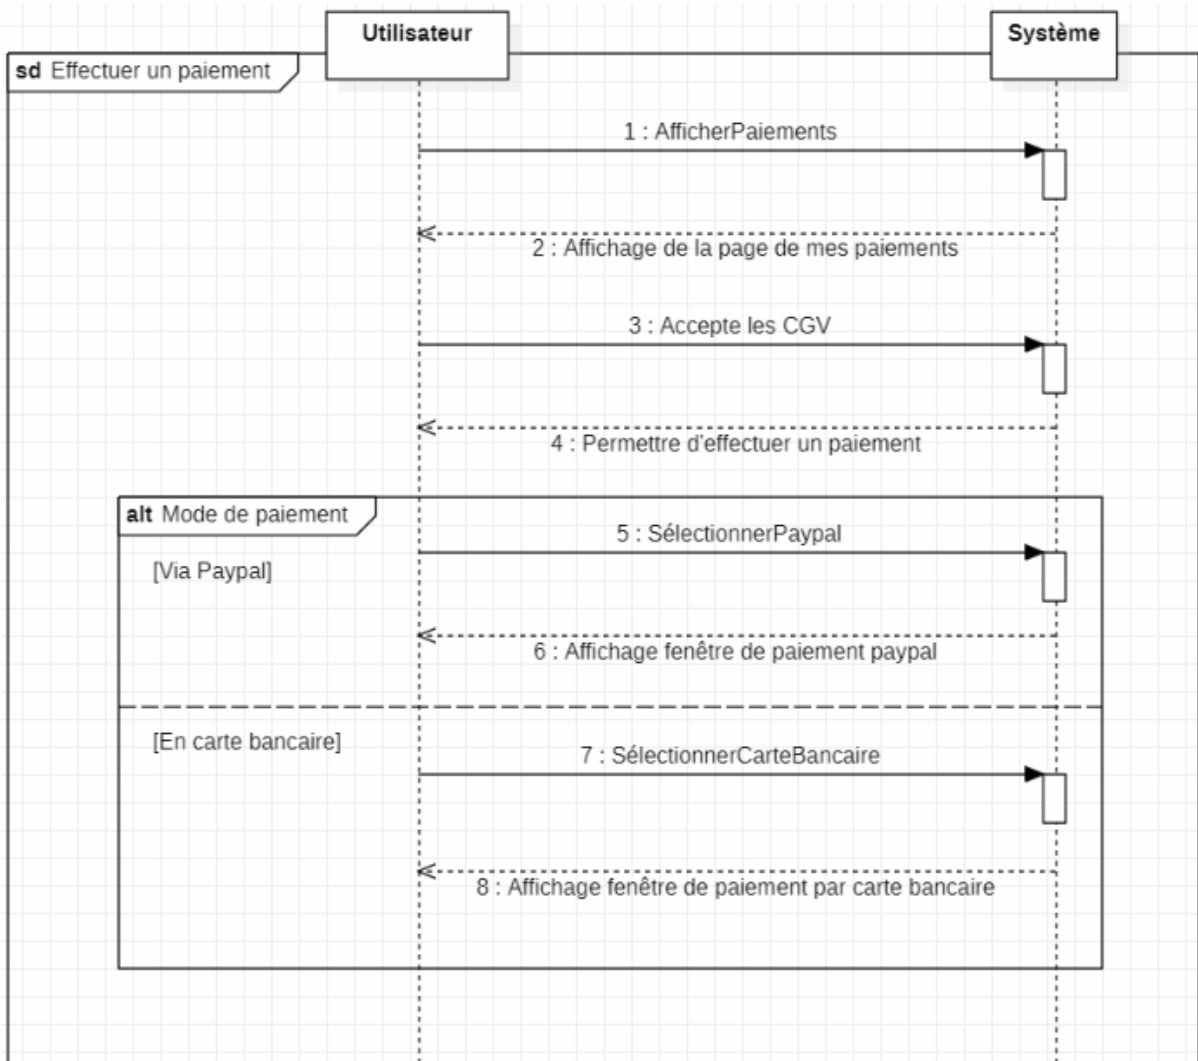 Utilisateur
Système
sd Effectuer un paiement
1 : AfficherPaiements
2 : Affichage de la page de mes paiements
3 : Accepte les CGV
4 : Permettre d'effectuer un paiement
alt Mode de paiement
5 : SélectionnerPaypal
[Via Paypal]
6 : Affichage fenêtre de paiement paypal
[En carte bancaire]
7 : SélectionnerCarteBancaire
8 : Affichage fenêtre de paiement par carte bancaire